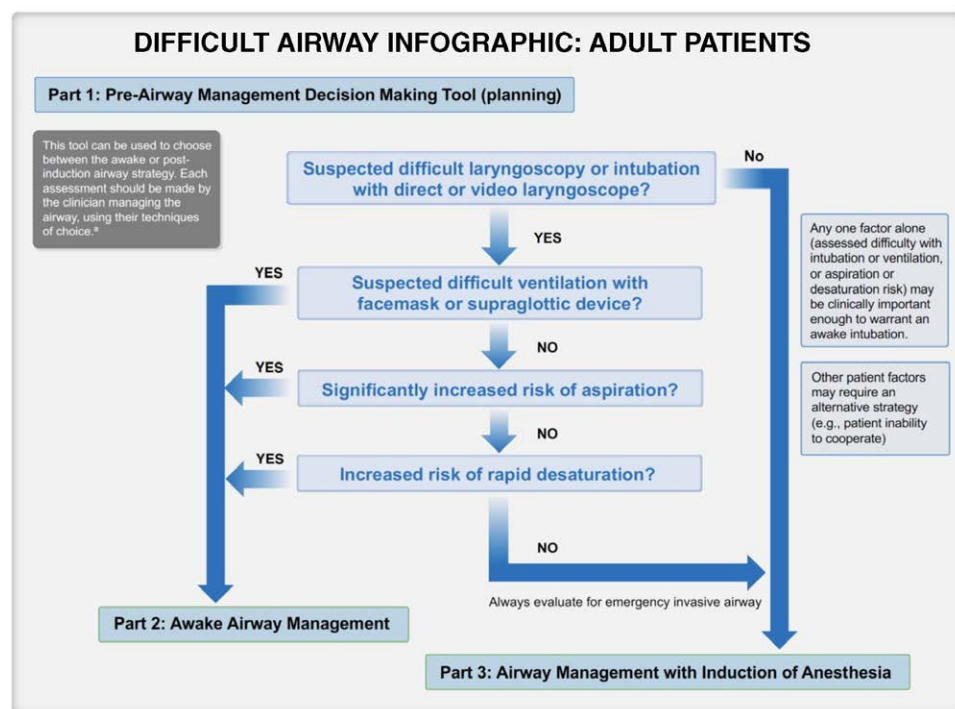 DIFFICULT AIRWAY INFOGRAPHIC: ADULT PATIENTS
Part 1: Pre-Airway Management Decision Making Tool (planning)
This tool can be used to choose
between the awake or post-
induction airway strategy. Each
assessment should be made by
the clinician managing the
airway, using their techniques
of choice.ª
Suspected difficult laryngoscopy or intubation
with direct or video laryngoscope?
No
YES
Any one factor alone
(assessed difficulty with
intubation or ventilation,
or aspiration or
desaturation risk) may
be clinically important
enough to warrant an
awake intubation.
YES
Suspected difficult ventilation with
facemask or supraglottic device?
NO
YES
Significantly increased risk of aspiration?
Other patient factors
may require an
alternative strategy
(e.g., patient inability
to cooperate)
NO
YES
Increased risk of rapid desaturation?
NO
Always evaluate for emergency invasive airway
Part 2: Awake Airway Management
Part 3: Airway Management with Induction of Anesthesia